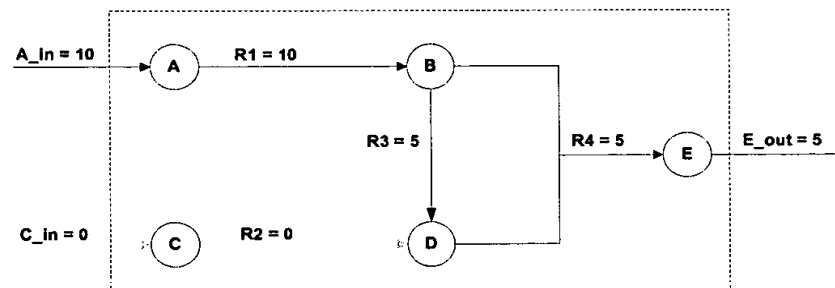 A_in = 10
R1 = 10
A
B
R3 = 5
R4 = 5
E
E_out = 5
C_in = 0
C
R2 = 0
D